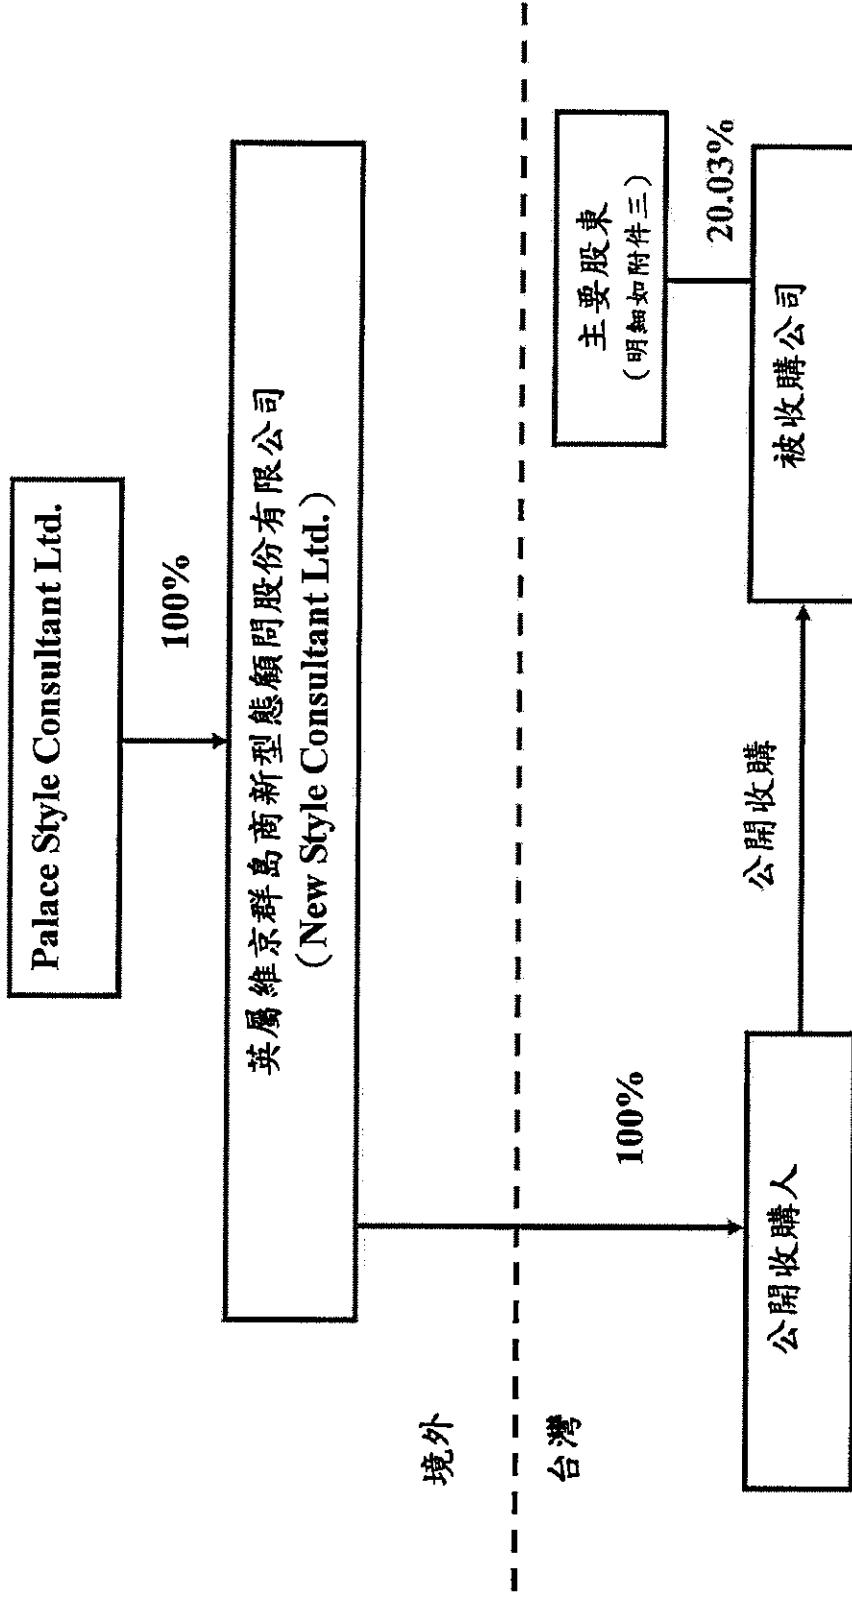 Palace Style Consultant Ltd.
100%
英屬維京群島商新型態顧問股份有限公司
(New Style Consultant Ltd.)
境外
台灣
100%
主要股東
(明細如附件三)
20.03%
公開收購人
公開收購
被收購公司